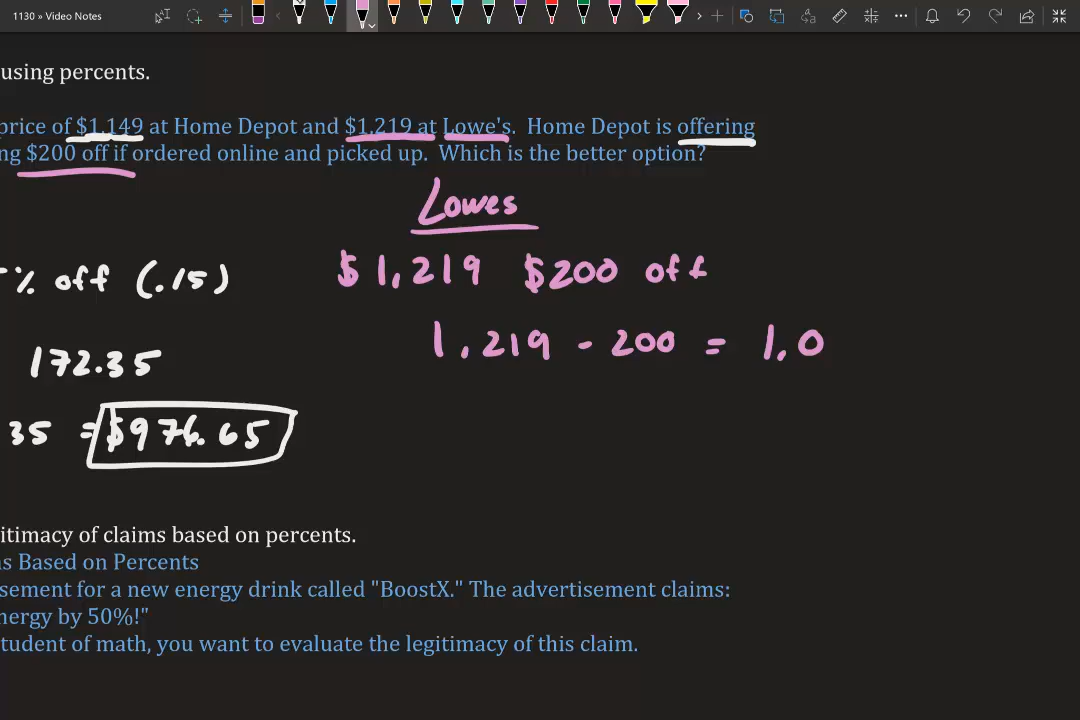 1130 » Video Notes
using percents.
price of $1,149 at Home Depot and $1,219 at Lowe's. Home Depot is offering
ng $200 off if ordered online and picked up. Which is the better option?
Lowes
% off (.15)
$1,219 $200 off
172.35
1,219 - 200 = 1,0
35 = $976.65
itimacy of claims based on percents.
ns Based on Percents
sement for a new energy drink called "BoostX." The advertisement claims:
nergy by 50%!"
tudent of math, you want to evaluate the legitimacy of this claim.